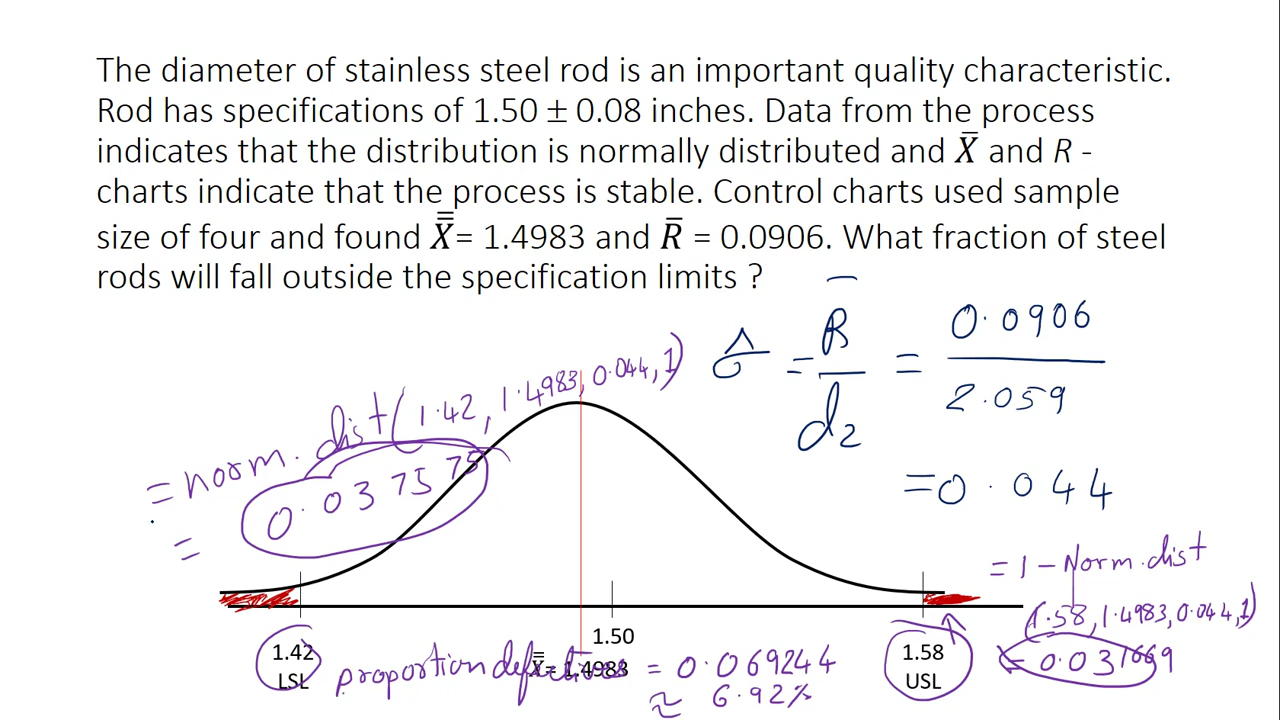 The diameter of stainless steel rod is an important quality characteristic.
Rod has specifications of 1.50 ± 0.08 inches. Data from the process
indicates that the distribution is normally distributed and X̄ and R -
charts indicate that the process is stable. Control charts used sample
size of four and found X̿ = 1.4983 and R̄ = 0.0906. What fraction of steel
rods will fall outside the specification limits ?
σ̂ = R̄ / d₂ = 0.0906 / 2.059
= 0.044
= norm.dist(1.42, 1.4983, 0.044, 1)
= 0.037575
= 1 - Norm.dist
(1.58, 1.4983, 0.044, 1)
= 0.031669
1.42
LSL
1.50
X̿ = 1.4983
1.58
USL
proportion defectives = 0.069244
≈ 6.92%